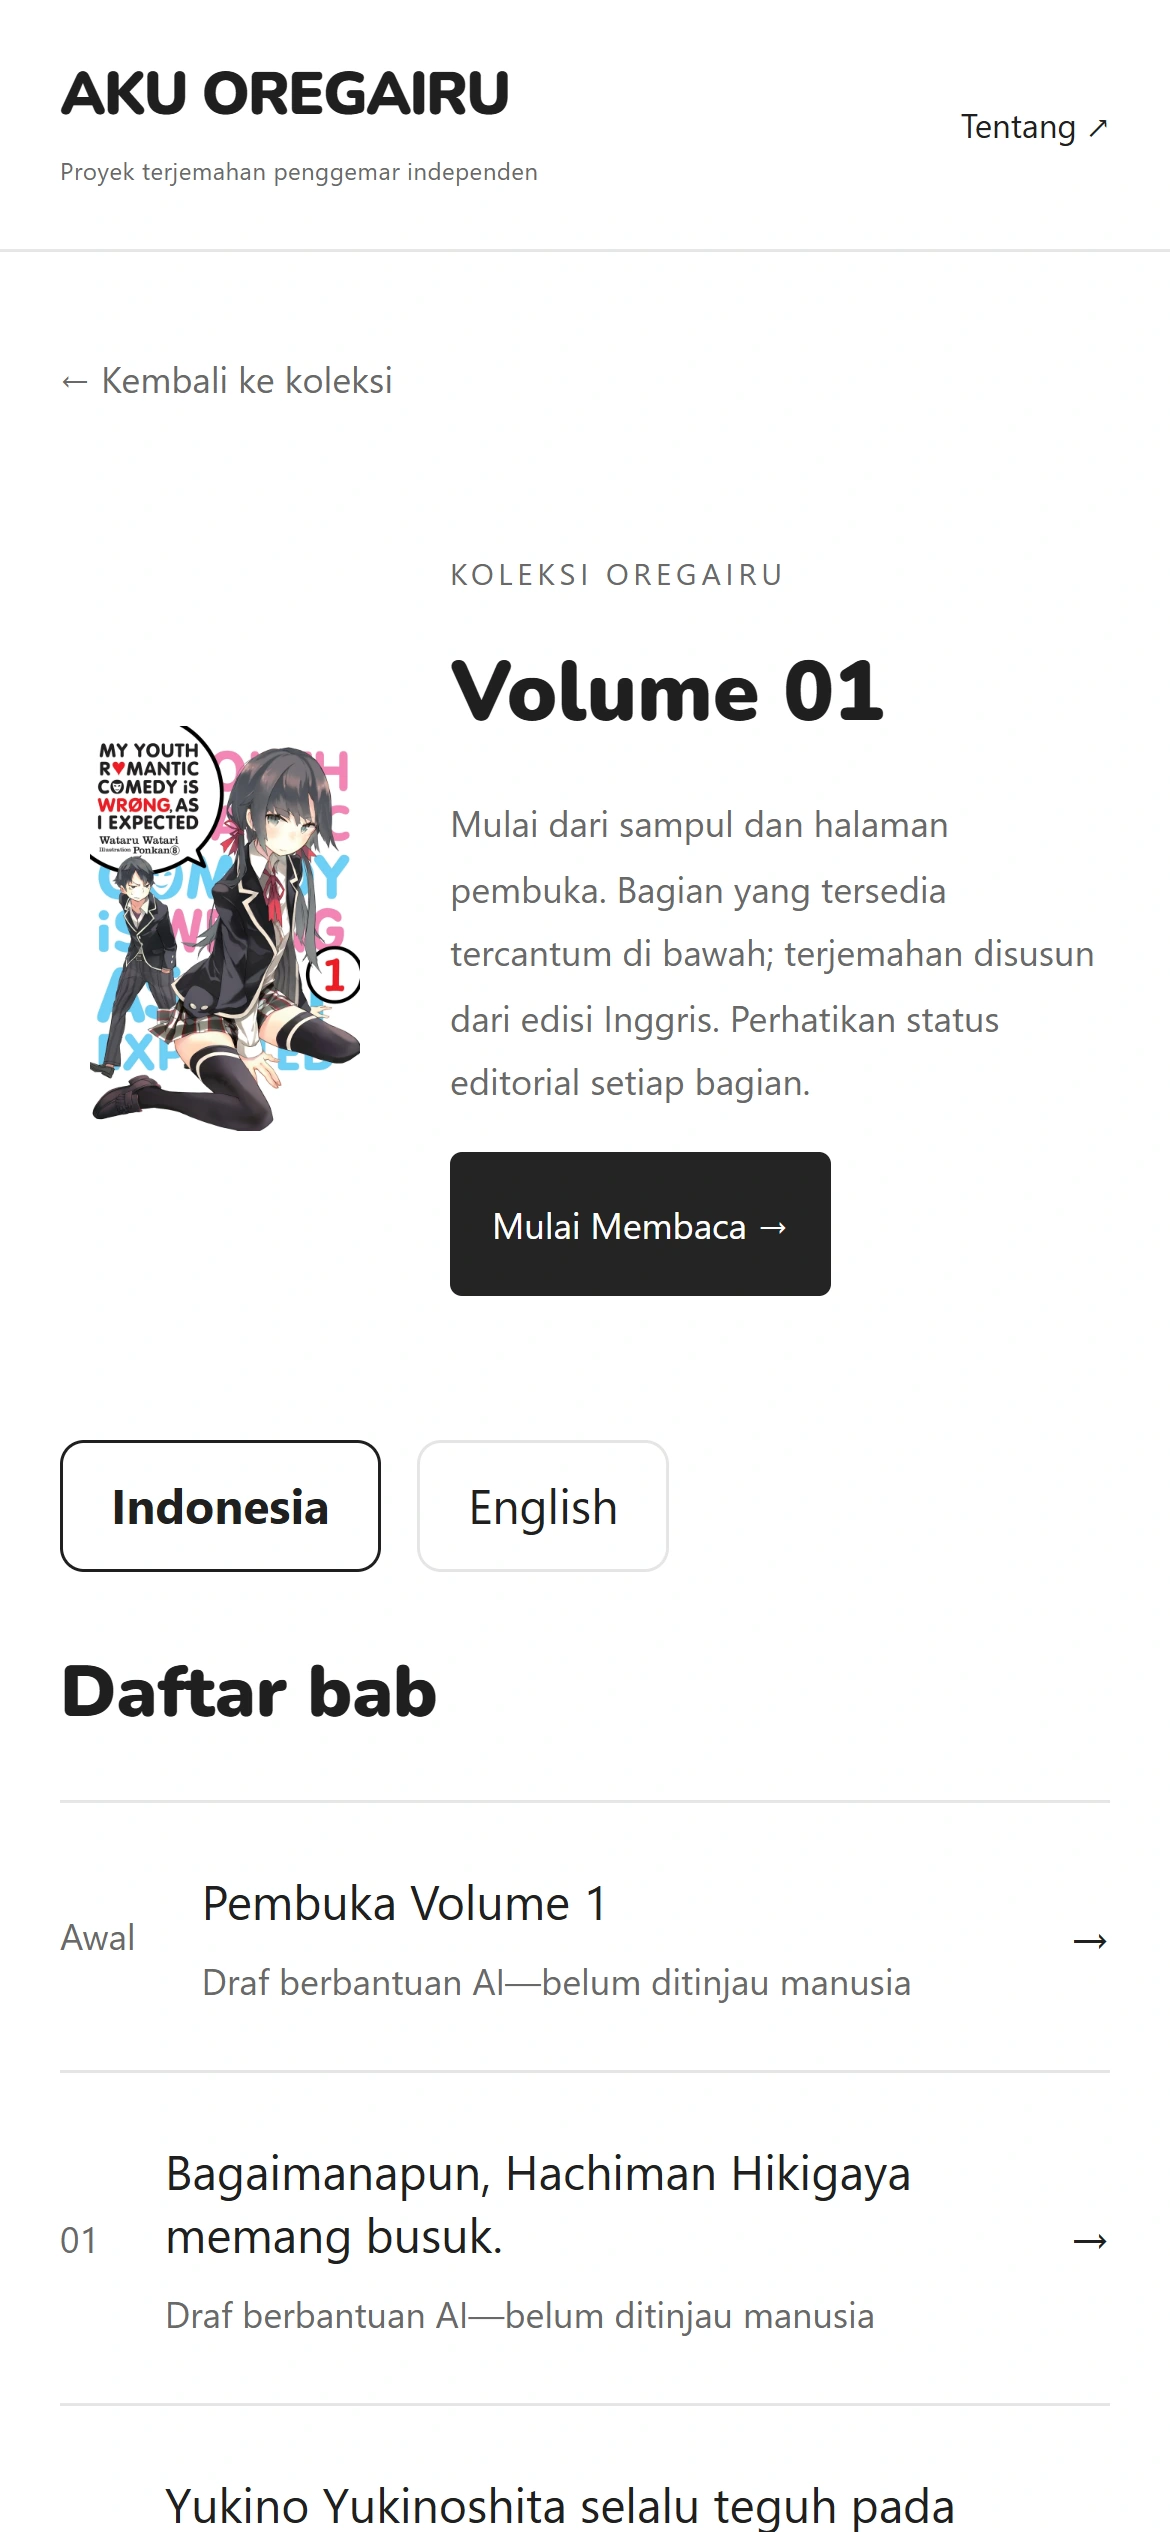 AKU OREGAIRU
Proyek terjemahan penggemar independen
Tentang ↗
← Kembali ke koleksi
KOLEKSI OREGAIRU
Volume 01
MY YOUTH
R♥MANTIC
COMEDY iS
WRØNG, AS
I EXPECTED
Wataru Watari
Illustration Ponkan⑧
1
Mulai dari sampul dan halaman
pembuka. Bagian yang tersedia
tercantum di bawah; terjemahan disusun
dari edisi Inggris. Perhatikan status
editorial setiap bagian.
Mulai Membaca →
Indonesia
English
Daftar bab
Awal
Pembuka Volume 1
Draf berbantuan AI—belum ditinjau manusia
→
01
Bagaimanapun, Hachiman Hikigaya
memang busuk.
Draf berbantuan AI—belum ditinjau manusia
→
Yukino Yukinoshita selalu teguh pada